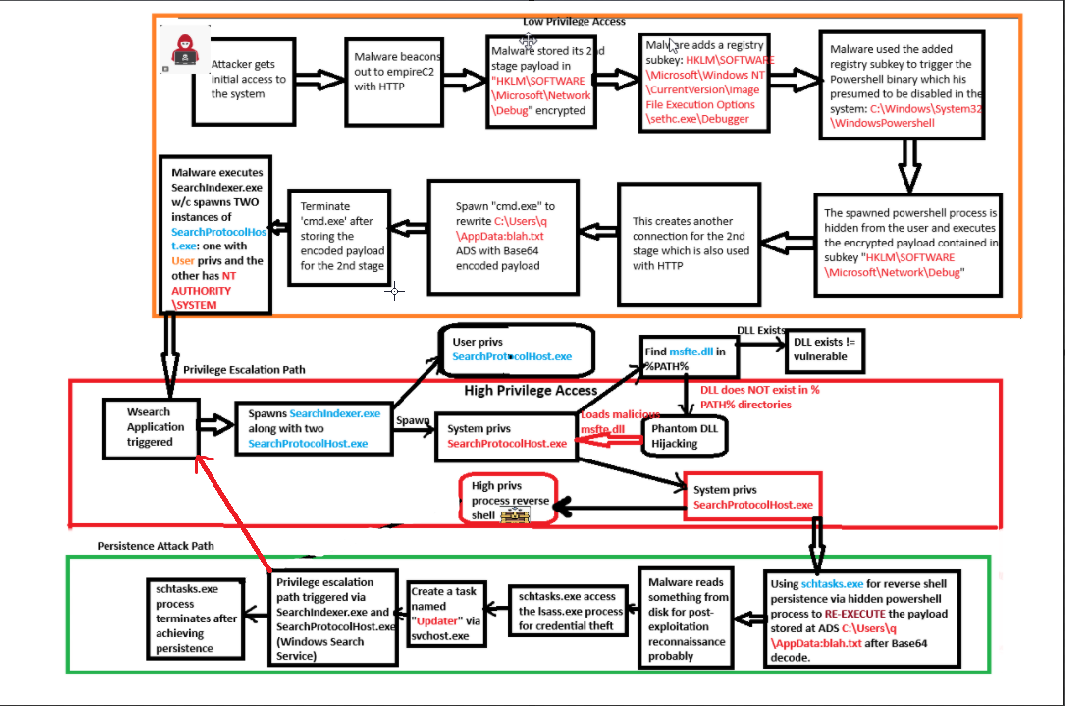 Low Privilege Access
Attacker gets
initial access to
the system
Malware beacons
out to empireC2
with HTTP
Malware stored its 2nd
stage payload in
"HKLM\SOFTWARE
\Microsoft\Network
\Debug" encrypted
Malware adds a registry
subkey: HKLM\SOFTWARE
\Microsoft\Windows NT
\CurrentVersion\Image
File Execution Options
\sethc.exe\Debugger
Malware used the added
registry subkey to trigger the
Powershell binary which his
presumed to be disabled in the
system: C:\Windows\System32
\WindowsPowershell
The spawned powershell process is
hidden from the user and executes
the encrypted payload contained in
subkey "HKLM\SOFTWARE
\Microsoft\Network\Debug"
This creates another
connection for the 2nd
stage which is also used
with HTTP
Spawn "cmd.exe" to
rewrite C:\Users\q
\AppData:blah.txt
ADS with Base64
encoded payload
Terminate
'cmd.exe' after
storing the
encoded payload
for the 2nd stage
Malware executes
SearchIndexer.exe
w/c spawns TWO
instances of
SearchProtocolHos
t.exe: one with
User privs and the
other has NT
AUTHORITY
\SYSTEM
Privilege Escalation Path
High Privilege Access
Wsearch
Application
triggered
Spawns SearchIndexer.exe
along with two
SearchProtocolHost.exe
User privs
SearchProtocolHost.exe
Spawn
System privs
SearchProtocolHost.exe
Find msfte.dll in
%PATH%
DLL Exists
DLL exists !=
vulnerable
DLL does NOT exist in %
PATH% directories
Phantom DLL
Hijacking
Loads malicious
msfte.dll
System privs
SearchProtocolHost.exe
High privs
process reverse
shell
Persistence Attack Path
Using schtasks.exe for reverse shell
persistence via hidden powershell
process to RE-EXECUTE the payload
stored at ADS C:\Users\q
\AppData:blah.txt after Base64
decode.
Malware reads
something from
disk for post-
exploitation
reconnaissance
probably
schtasks.exe access
the lsass.exe process
for credential theft
Create a task
named
"Updater" via
svchost.exe
Privilege escalation
path triggered via
SearchIndexer.exe and
SearchProtocolHost.exe
(Windows Search
Service)
schtasks.exe
process
terminates after
achieving
persistence